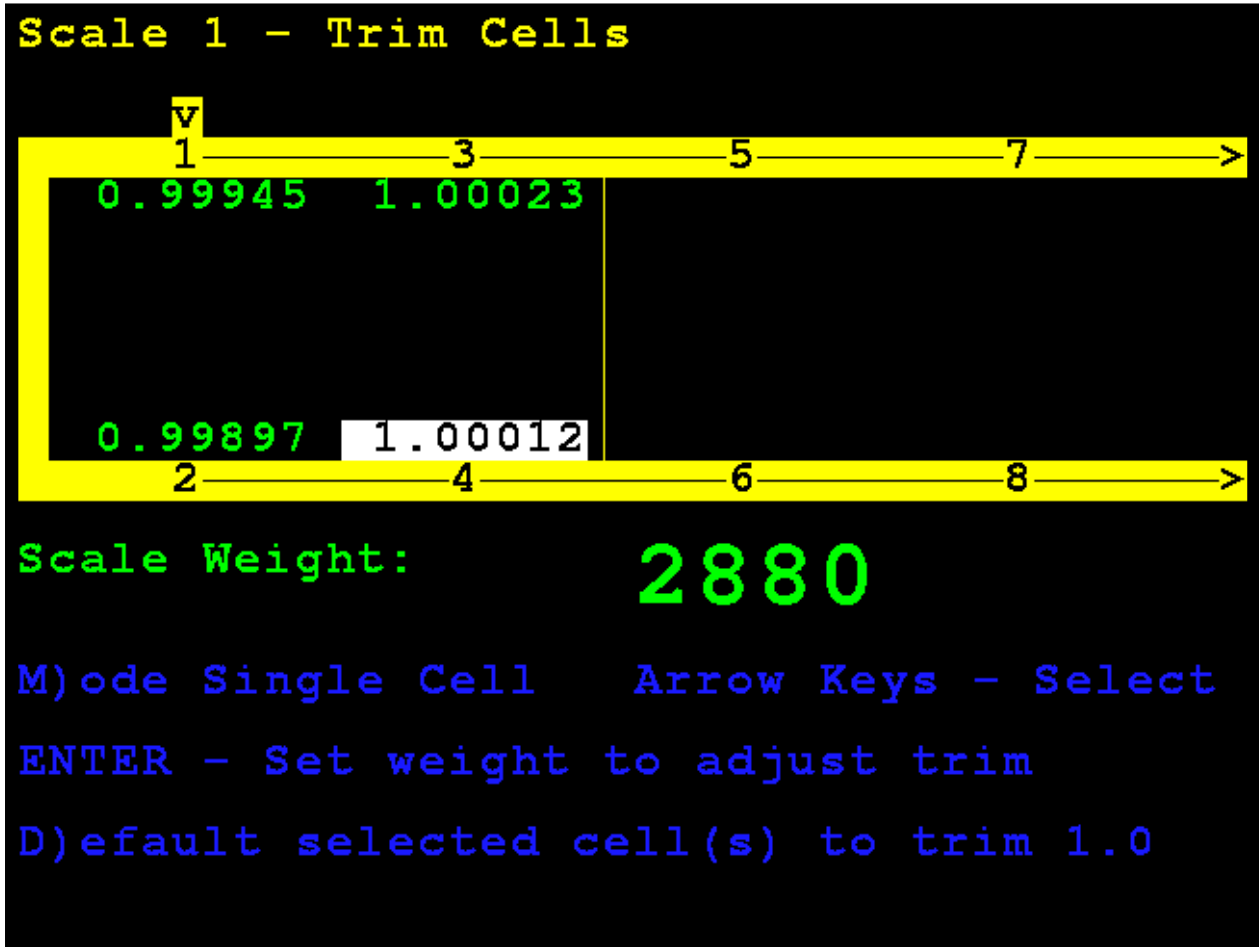 Scale 1 - Trim Cells
v
1 3 5 7 >
0.99945 1.00023
0.99897 1.00012
2 4 6 8 >
Scale Weight: 2880
M)ode Single Cell Arrow Keys - Select
ENTER - Set weight to adjust trim
D)efault selected cell(s) to trim 1.0